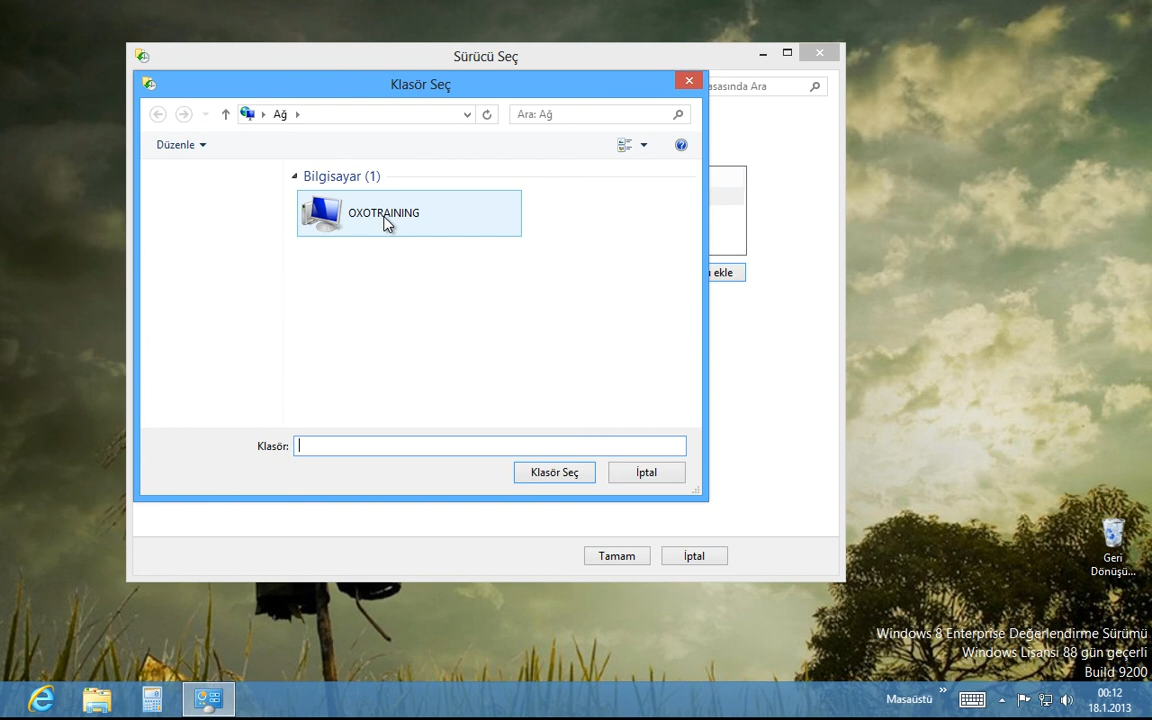 Sürücü Seç
Klasör Seç
asasında Ara
Ağ
Ara: Ağ
Düzenle
Bilgisayar (1)
OXOTRAINING
ekle
Klasör:
Klasör Seç
İptal
Tamam
İptal
Geri
Dönüşü...
Windows 8 Enterprise Değerlendirme Sürümü
Windows Lisansı 88 gün geçerli
Build 9200
Masaüstü
00:12
18.1.2013